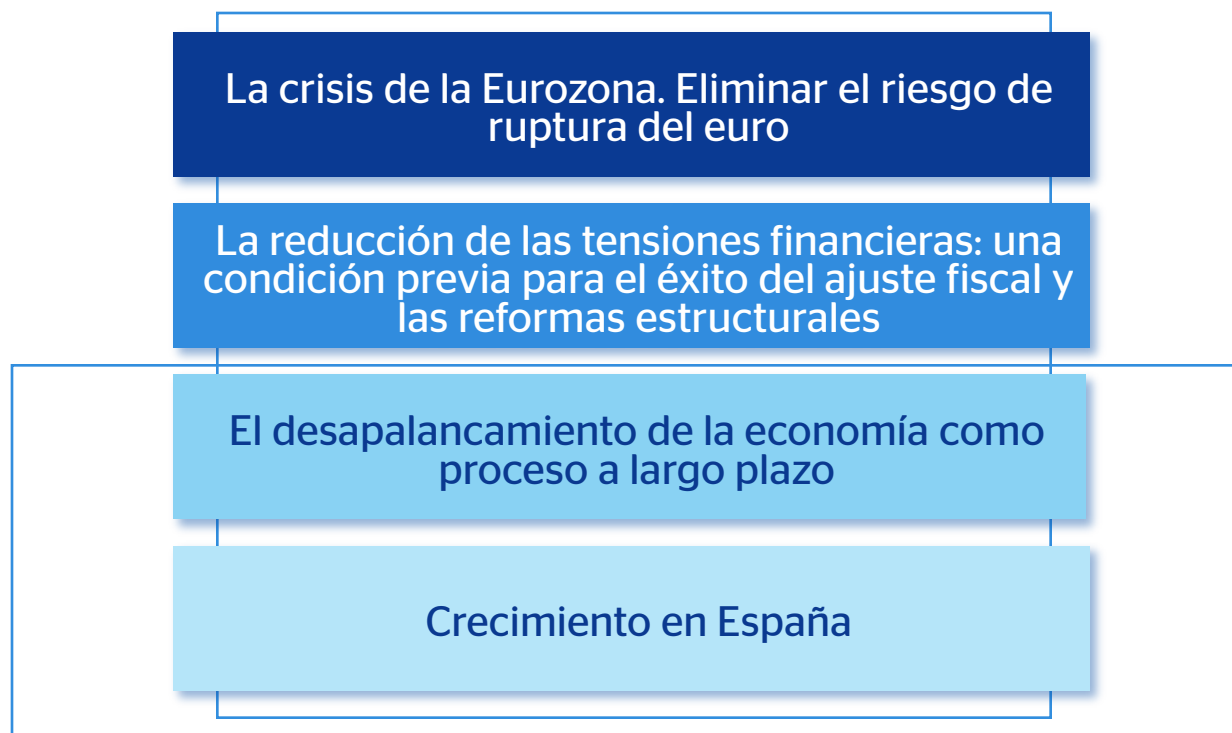 La crisis de la Eurozona. Eliminar el riesgo de
ruptura del euro
La reducción de las tensiones financieras: una
condición previa para el éxito del ajuste fiscal y
las reformas estructurales
El desapalancamiento de la economía como
proceso a largo plazo
Crecimiento en España